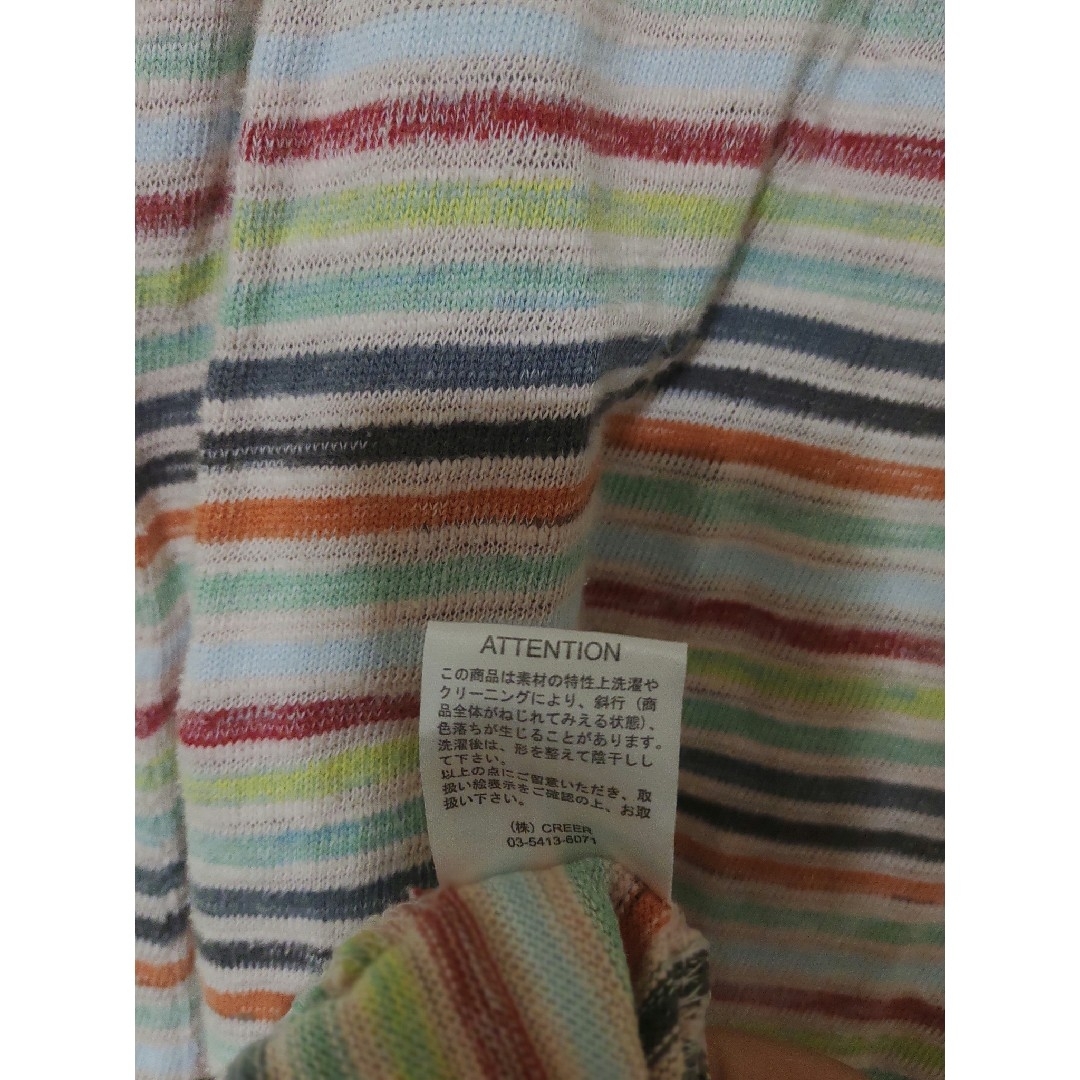 ATTENTION
この商品は素材の特性上洗濯や
クリーニングにより、斜行（商
品全体がねじれてみえる状態）、
色落ちが生じることがあります。
洗濯後は、形を整えて陰干しし
て下さい。
以上の点にご留意いただき、取
扱い絵表示をご確認の上、お取
扱い下さい。
（株）CREER
03-5413-6071